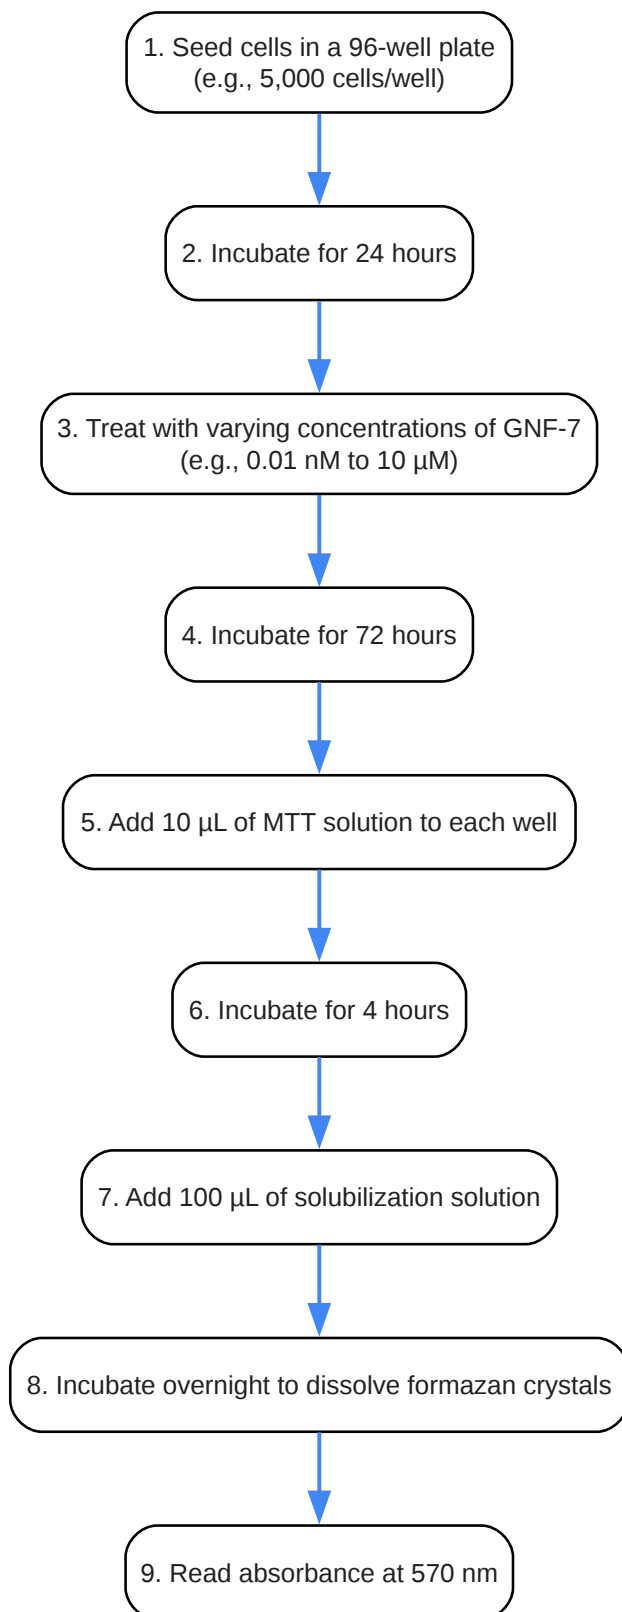 1. Seed cells in a 96-well plate
(e.g., 5,000 cells/well)
2. Incubate for 24 hours
3. Treat with varying concentrations of GNF-7
(e.g., 0.01 nM to 10 µM)
4. Incubate for 72 hours
5. Add 10 µL of MTT solution to each well
6. Incubate for 4 hours
7. Add 100 µL of solubilization solution
8. Incubate overnight to dissolve formazan crystals
9. Read absorbance at 570 nm